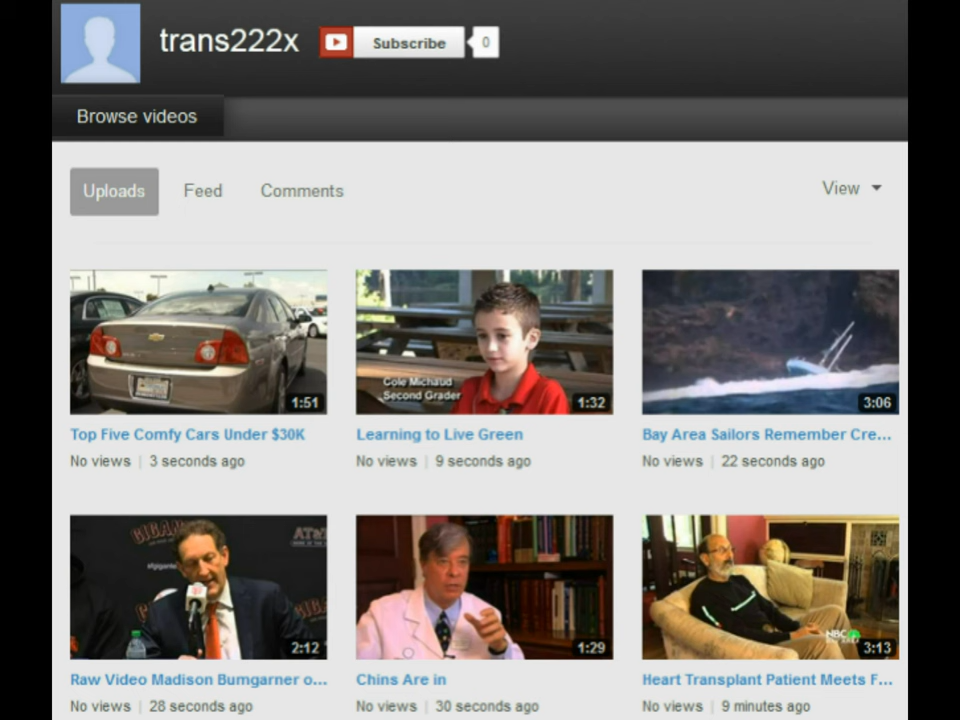 trans222x
Subscribe
0
Browse videos
Uploads
Feed
Comments
View
1:51
Cole Michaud
Second Grader
1:32
3:06
Top Five Comfy Cars Under $30K
Learning to Live Green
Bay Area Sailors Remember Cre...
No views | 3 seconds ago
No views | 9 seconds ago
No views | 22 seconds ago
GIGAN
AT&T
sfgiants
2:12
1:29
NBC
3:13
Raw Video Madison Bumgarner o...
Chins Are in
Heart Transplant Patient Meets F...
No views | 28 seconds ago
No views | 30 seconds ago
No views | 9 minutes ago